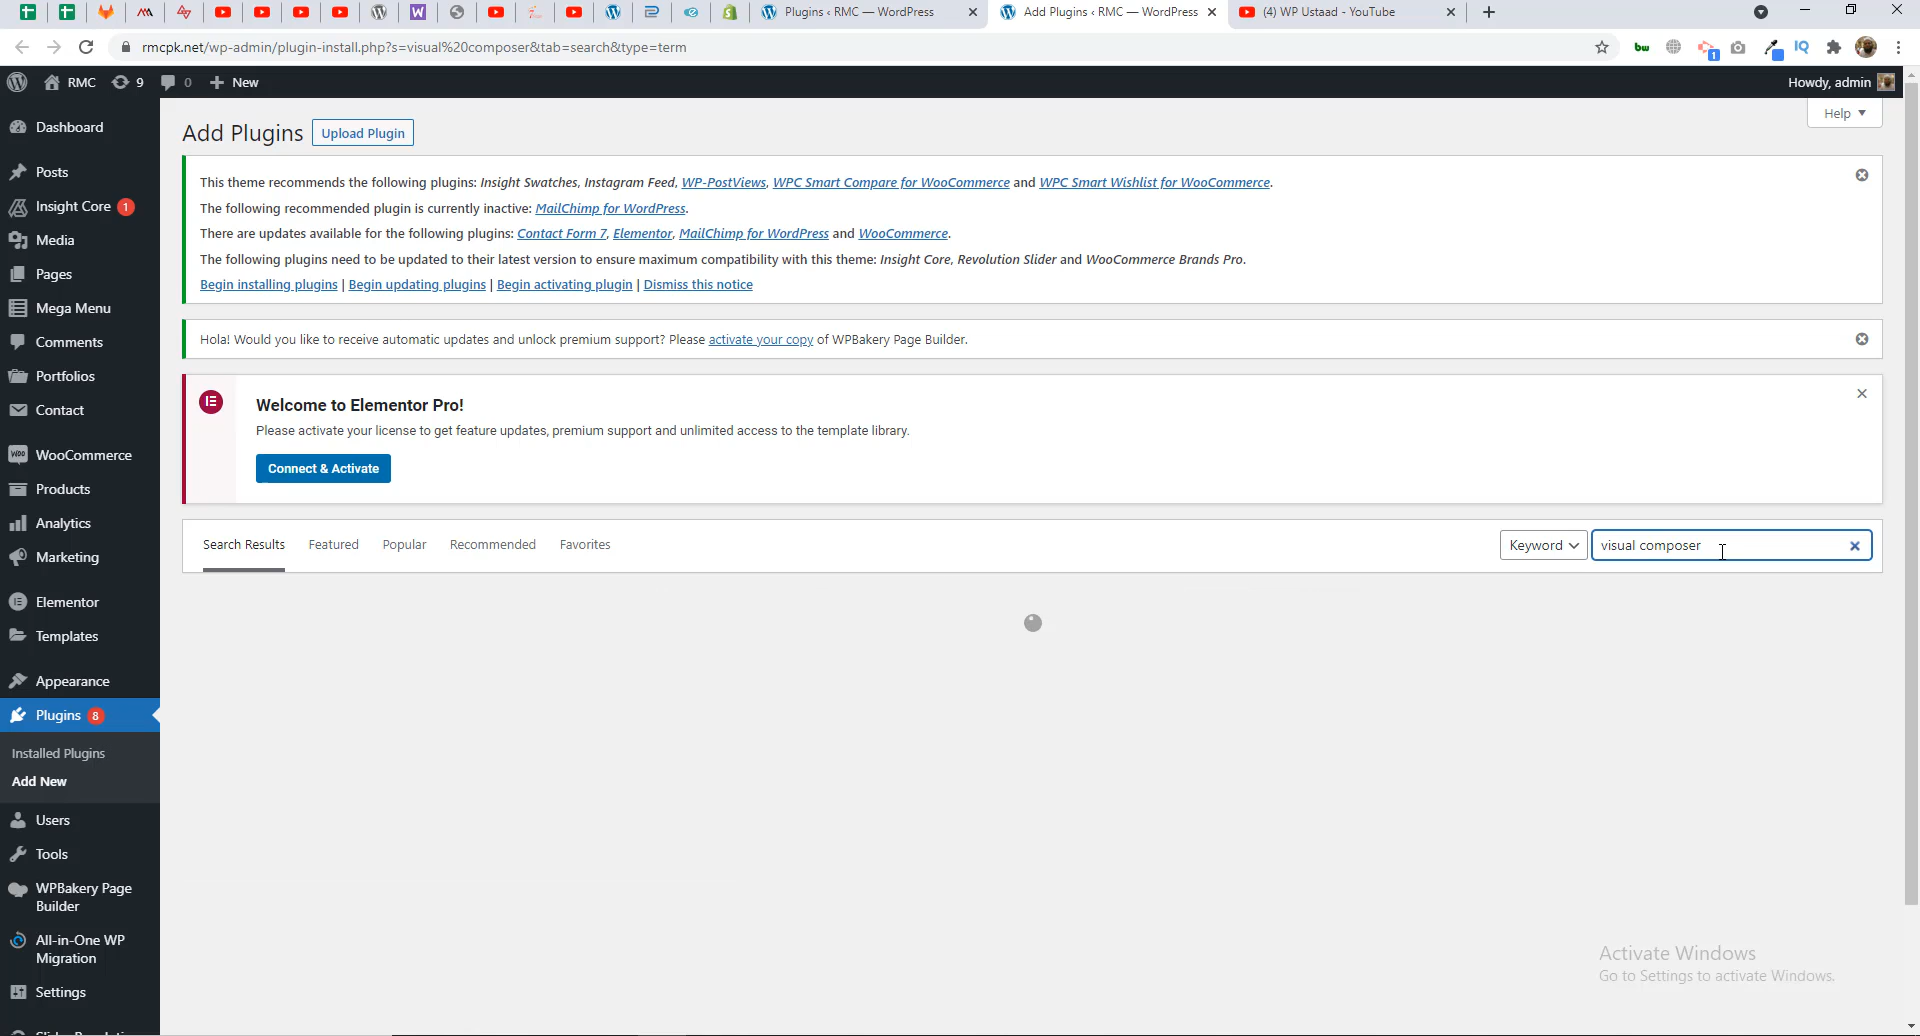 Plugins ‹ RMC — WordPress
Add Plugins ‹ RMC — WordPress
(4) WP Ustaad - YouTube
rmcpk.net/wp-admin/plugin-install.php?s=visual%20composer&tab=search&type=term
bw
1
IQ
RMC
9
0
New
Howdy, admin
Help
Dashboard
Posts
Insight Core 1
Media
Pages
Mega Menu
Comments
Portfolios
Contact
WooCommerce
Products
Analytics
Marketing
Elementor
Templates
Appearance
Plugins 8
Installed Plugins
Add New
Users
Tools
WPBakery Page
Builder
All-in-One WP
Migration
Settings
Add Plugins
Upload Plugin
This theme recommends the following plugins: Insight Swatches, Instagram Feed, WP-PostViews, WPC Smart Compare for WooCommerce and WPC Smart Wishlist for WooCommerce.
The following recommended plugin is currently inactive: MailChimp for WordPress.
There are updates available for the following plugins: Contact Form 7, Elementor, MailChimp for WordPress and WooCommerce.
The following plugins need to be updated to their latest version to ensure maximum compatibility with this theme: Insight Core, Revolution Slider and WooCommerce Brands Pro.
Begin installing plugins | Begin updating plugins | Begin activating plugin | Dismiss this notice
Hola! Would you like to receive automatic updates and unlock premium support? Please activate your copy of WPBakery Page Builder.
Welcome to Elementor Pro!
Please activate your license to get feature updates, premium support and unlimited access to the template library.
Connect & Activate
Search Results
Featured
Popular
Recommended
Favorites
Keyword
visual composer
Activate Windows
Go to Settings to activate Windows.